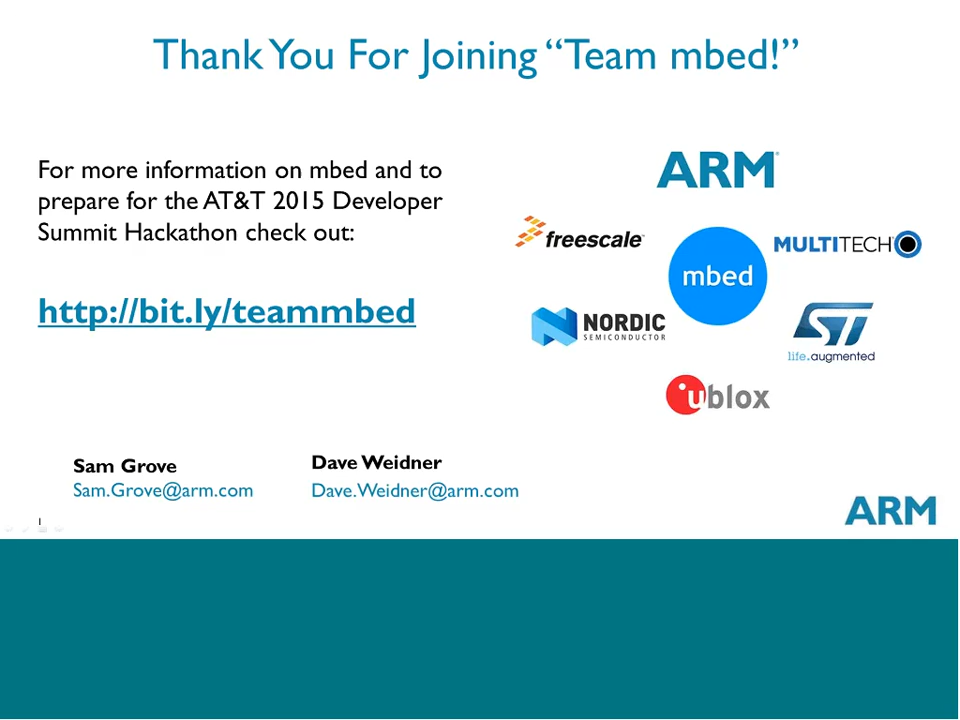 Thank You For Joining “Team mbed!”
For more information on mbed and to
prepare for the AT&T 2015 Developer
Summit Hackathon check out:
http://bit.ly/teammbed
ARM
freescale
mbed
MULTITECH
NORDIC
SEMICONDUCTOR
ST
life.augmented
ublox
Sam Grove
Sam.Grove@arm.com
Dave Weidner
Dave.Weidner@arm.com
1
ARM